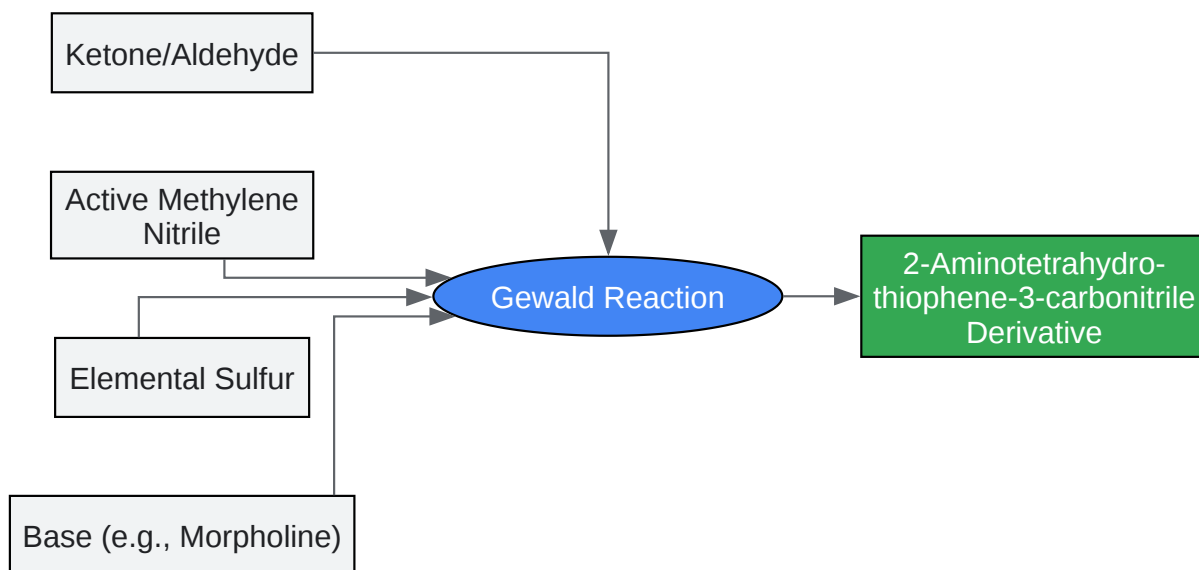 Ketone/Aldehyde
Active Methylene
Nitrile
Elemental Sulfur
Base (e.g., Morpholine)
Gewald Reaction
2-Aminotetrahydro-
thiophene-3-carbonitrile
Derivative